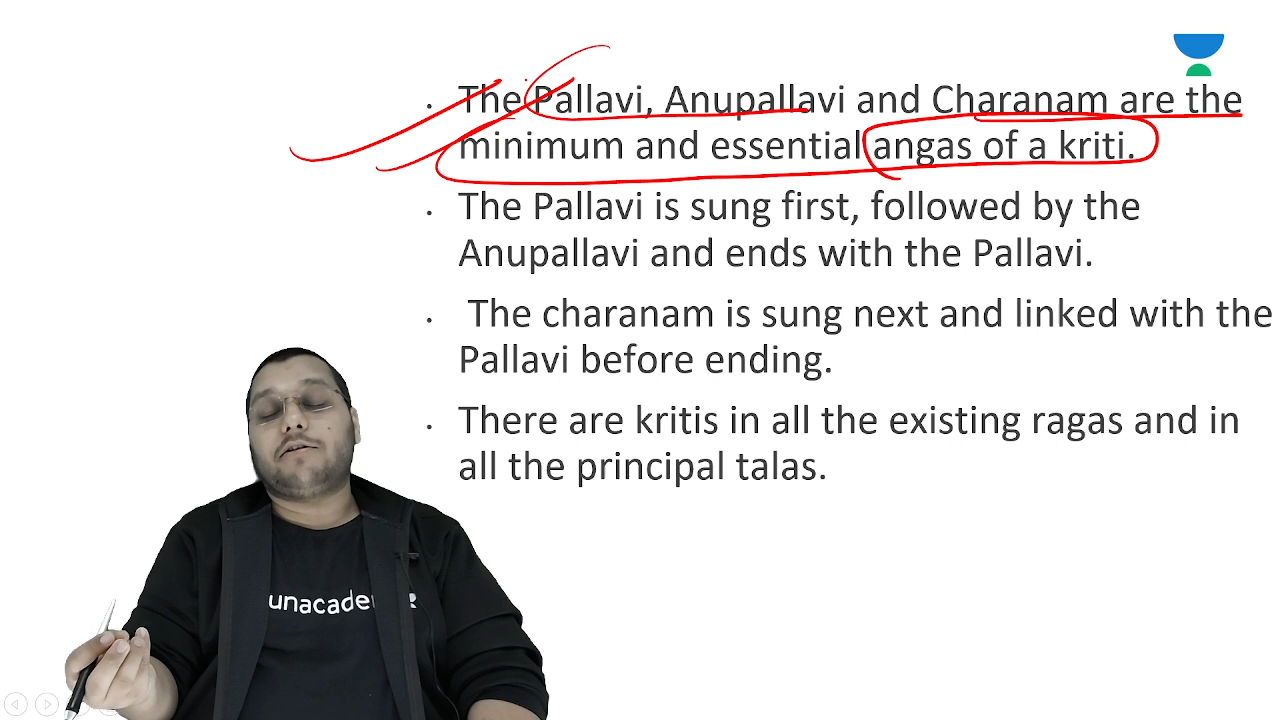 The Pallavi, Anupallavi and Charanam are the
minimum and essential angas of a kriti.
The Pallavi is sung first, followed by the
Anupallavi and ends with the Pallavi.
The charanam is sung next and linked with the
Pallavi before ending.
There are kritis in all the existing ragas and in
all the principal talas.